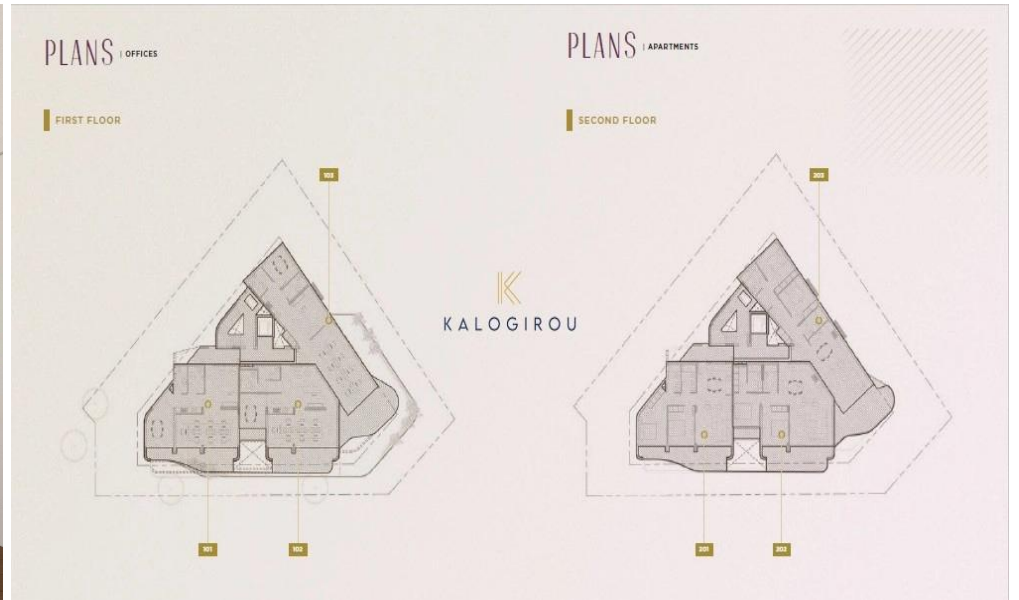 PLANS | OFFICES
FIRST FLOOR
103
101
102
KALOGIROU
PLANS | APARTMENTS
SECOND FLOOR
203
201
202